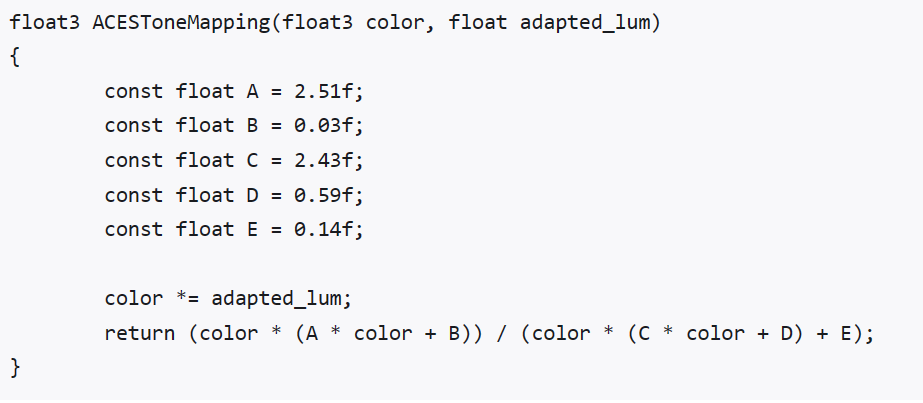 float3 ACESToneMapping(float3 color, float adapted_lum)
{
        const float A = 2.51f;
        const float B = 0.03f;
        const float C = 2.43f;
        const float D = 0.59f;
        const float E = 0.14f;

        color *= adapted_lum;
        return (color * (A * color + B)) / (color * (C * color + D) + E);
}